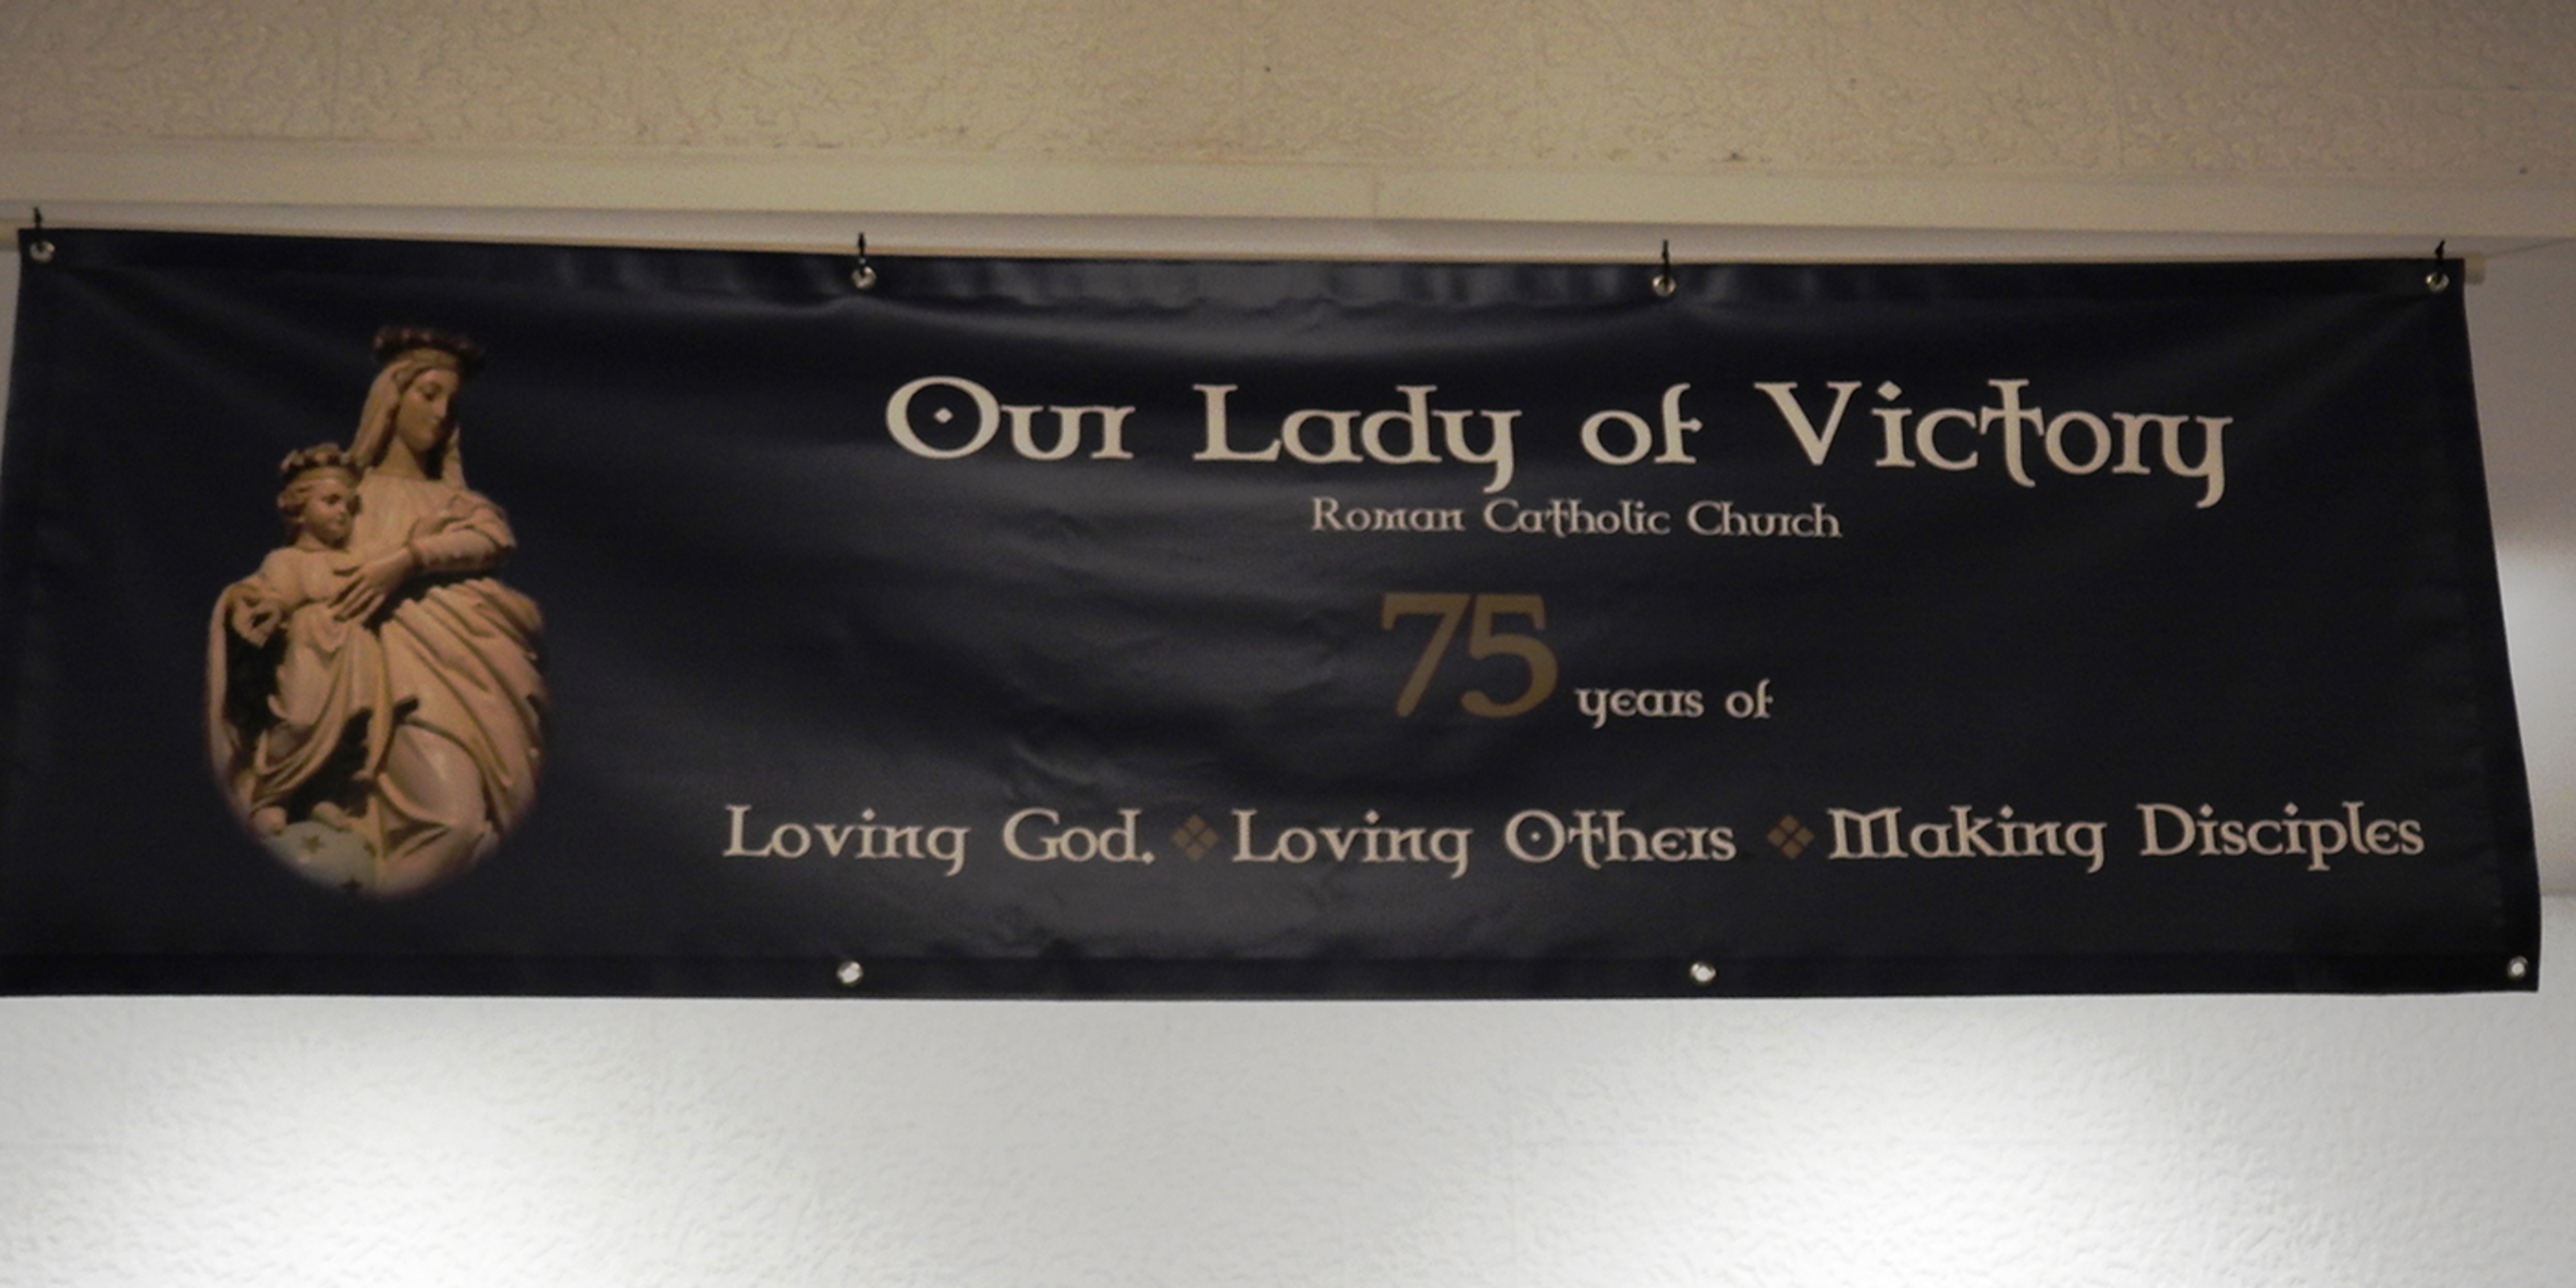 Our Lady of Victory
Roman Catholic Church
75 years of
Loving God. ❖ Loving Others ❖ Making Disciples